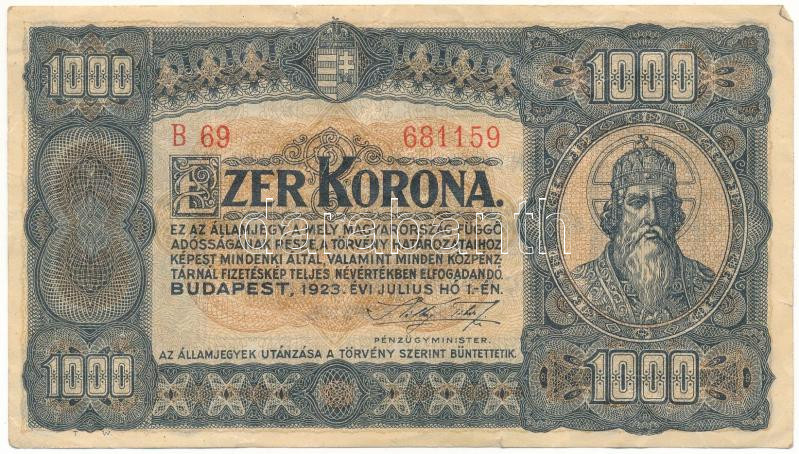 1000 1000
B 69 681159
EZER KORONA.
EZ AZ ÁLLAMJEGY, A MELY MAGYARORSZÁG FÜGGŐ
ADÓSSÁGÁNAK RÉSZE, A TÖRVÉNY HATÁROZATAIHOZ
KÉPEST MINDENKI ÁLTAL, VALAMINT MINDEN KÖZPÉNZ-
TÁRNÁL FIZETÉSKÉP TELJES NÉVÉRTÉKBEN ELFOGADANDÓ.
BUDAPEST, 1923. ÉVI JULIUS HÓ 1.-ÉN.
PÉNZÜGYMINISTER.
AZ ÁLLAMJEGYEK UTÁNZÁSA A TÖRVÉNY SZERINT BÜNTETTETIK.
1000 1000
T. W.
darabanth